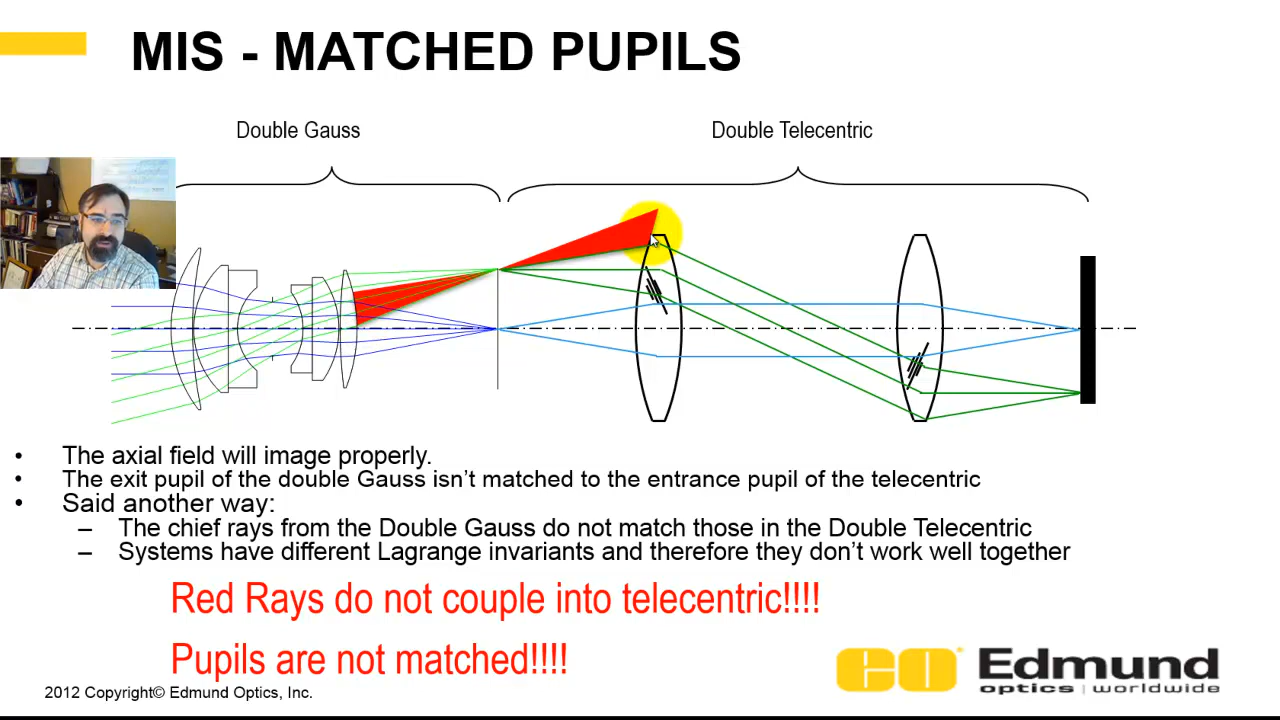 MIS - MATCHED PUPILS
Double Gauss
Double Telecentric
• The axial field will image properly.
• The exit pupil of the double Gauss isn't matched to the entrance pupil of the telecentric
• Said another way:
– The chief rays from the Double Gauss do not match those in the Double Telecentric
– Systems have different Lagrange invariants and therefore they don't work well together
Red Rays do not couple into telecentric!!!!
Pupils are not matched!!!!
2012 Copyright© Edmund Optics, Inc.
EO® Edmund
optics | worldwide